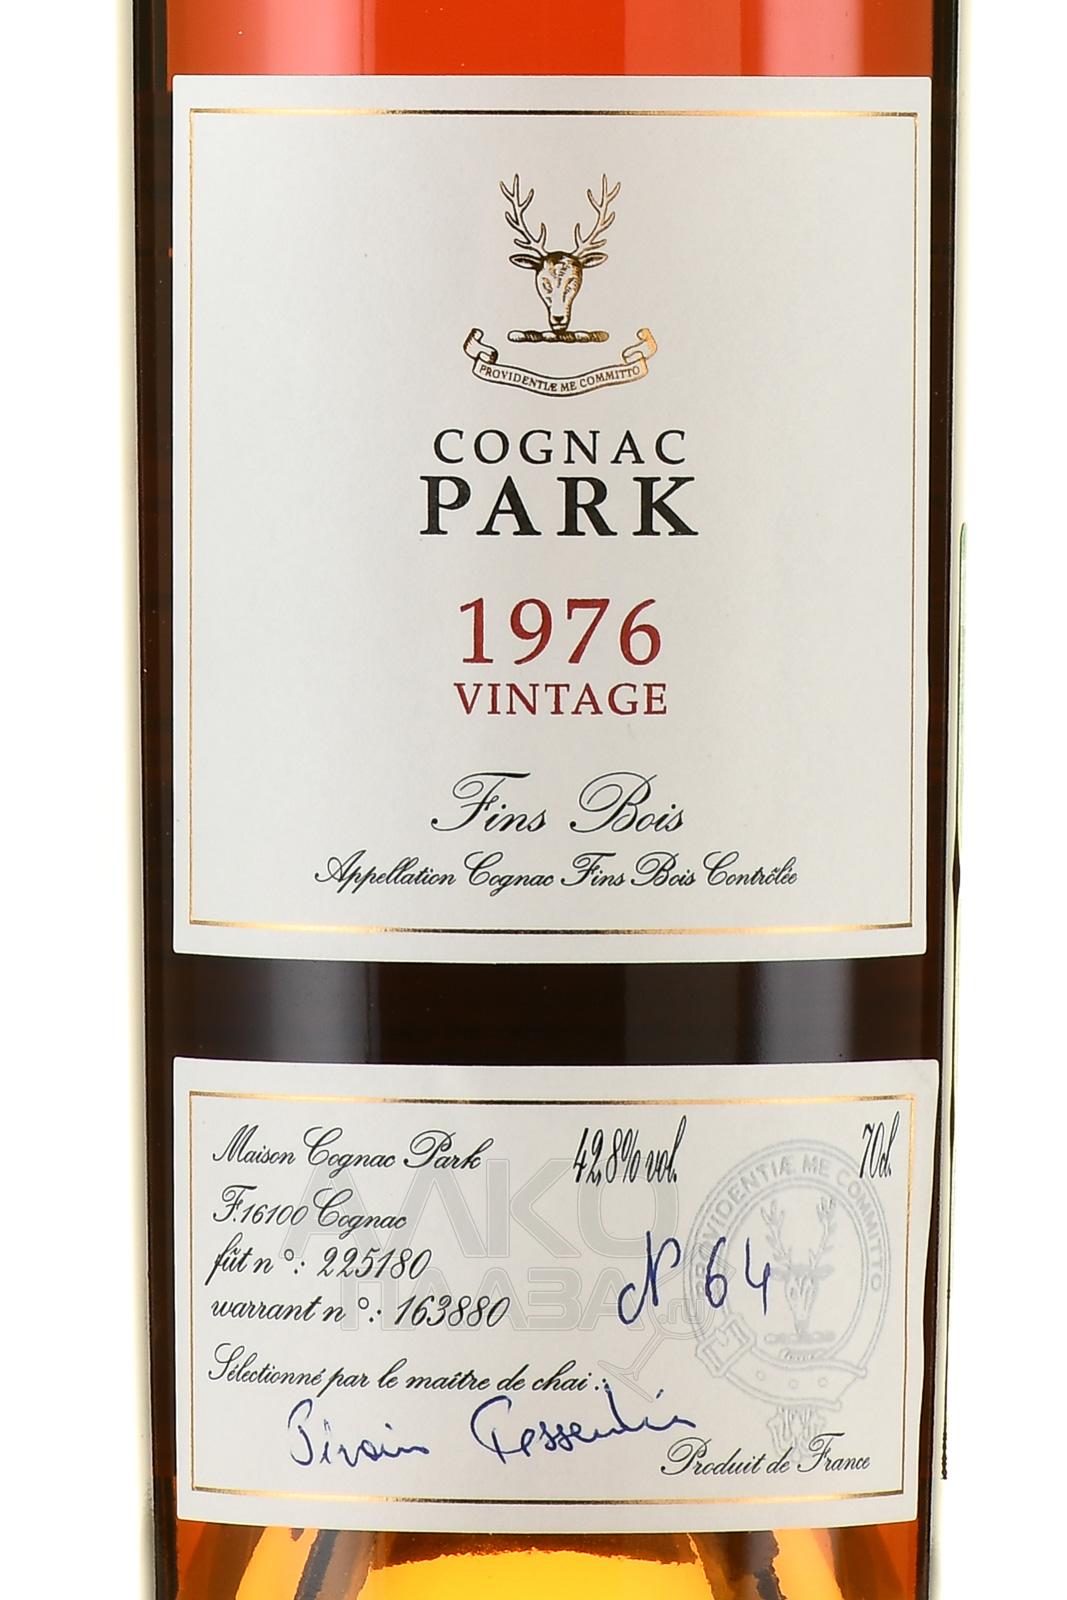 PROVIDENTIÆ ME COMMITTO
COGNAC
PARK
1976
VINTAGE
Fins Bois
Appellation Cognac Fins Bois Contrôlée
Maison Cognac Park 42,8% vol. 70cl.
F.16100 Cognac
fût n°: 225180
warrant n°: 163880
N° 64
PROVIDENTIÆ ME COMMITTO
Sélectionné par le maître de chai :
Produit de France
АЛКО
ПЛАЗА.ru